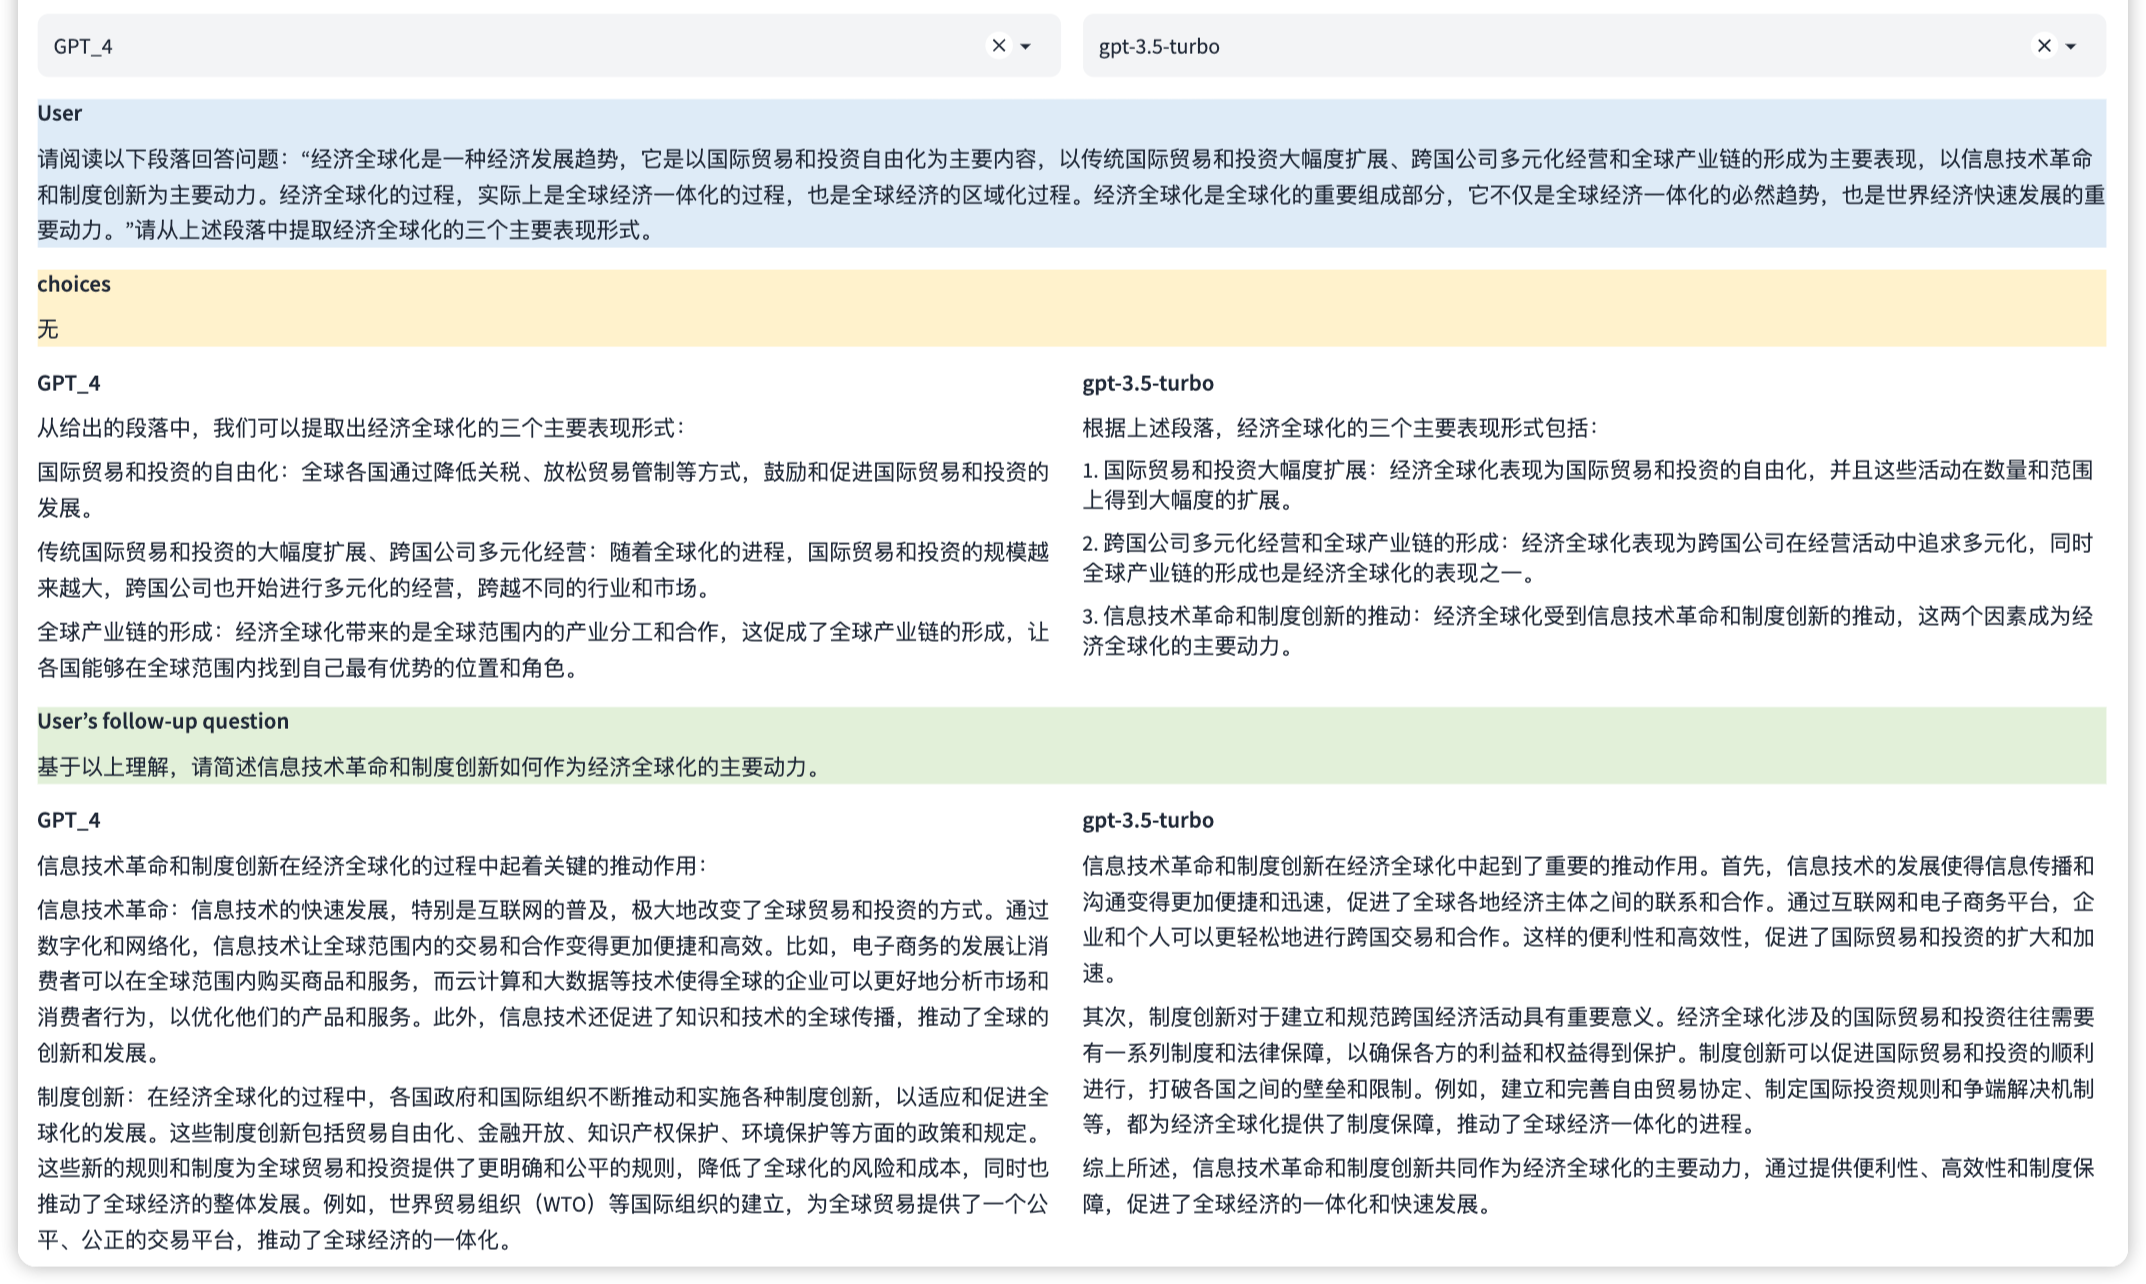 GPT_4
gpt-3.5-turbo
User
请阅读以下段落回答问题：“经济全球化是一种经济发展趋势，它是以国际贸易和投资自由化为主要内容，以传统国际贸易和投资大幅度扩展、跨国公司多元化经营和全球产业链的形成为主要表现，以信息技术革命
和制度创新为主要动力。经济全球化的过程，实际上是全球经济一体化的过程，也是全球经济的区域化过程。经济全球化是全球化的重要组成部分，它不仅是全球经济一体化的必然趋势，也是世界经济快速发展的重
要动力。”请从上述段落中提取经济全球化的三个主要表现形式。
choices
无
GPT_4
从给出的段落中，我们可以提取出经济全球化的三个主要表现形式：
国际贸易和投资的自由化：全球各国通过降低关税、放松贸易管制等方式，鼓励和促进国际贸易和投资的
发展。
传统国际贸易和投资的大幅度扩展、跨国公司多元化经营：随着全球化的进程，国际贸易和投资的规模越
来越大，跨国公司也开始进行多元化的经营，跨越不同的行业和市场。
全球产业链的形成：经济全球化带来的是全球范围内的产业分工和合作，这促成了全球产业链的形成，让
各国能够在全球范围内找到自己最有优势的位置和角色。
gpt-3.5-turbo
根据上述段落，经济全球化的三个主要表现形式包括：
1. 国际贸易和投资大幅度扩展：经济全球化表现为国际贸易和投资的自由化，并且这些活动在数量和范围
上得到大幅度的扩展。
2. 跨国公司多元化经营和全球产业链的形成：经济全球化表现为跨国公司在经营活动中追求多元化，同时
全球产业链的形成也是经济全球化的表现之一。
3. 信息技术革命和制度创新的推动：经济全球化受到信息技术革命和制度创新的推动，这两个因素成为经
济全球化的主要动力。
User’s follow-up question
基于以上理解，请简述信息技术革命和制度创新如何作为经济全球化的主要动力。
GPT_4
信息技术革命和制度创新在经济全球化的过程中起着关键的推动作用：
信息技术革命：信息技术的快速发展，特别是互联网的普及，极大地改变了全球贸易和投资的方式。通过
数字化和网络化，信息技术让全球范围内的交易和合作变得更加便捷和高效。比如，电子商务的发展让消
费者可以在全球范围内购买商品和服务，而云计算和大数据等技术使得全球的企业可以更好地分析市场和
消费者行为，以优化他们的产品和服务。此外，信息技术还促进了知识和技术的全球传播，推动了全球的
创新和发展。
制度创新：在经济全球化的过程中，各国政府和国际组织不断推动和实施各种制度创新，以适应和促进全
球化的发展。这些制度创新包括贸易自由化、金融开放、知识产权保护、环境保护等方面的政策和规定。
这些新的规则和制度为全球贸易和投资提供了更明确和公平的规则，降低了全球化的风险和成本，同时也
推动了全球经济的整体发展。例如，世界贸易组织（WTO）等国际组织的建立，为全球贸易提供了一个公
平、公正的交易平台，推动了全球经济的一体化。
gpt-3.5-turbo
信息技术革命和制度创新在经济全球化中起到了重要的推动作用。首先，信息技术的发展使得信息传播和
沟通变得更加便捷和迅速，促进了全球各地经济主体之间的联系和合作。通过互联网和电子商务平台，企
业和个人可以更轻松地进行跨国交易和合作。这样的便利性和高效性，促进了国际贸易和投资的扩大和加
速。
其次，制度创新对于建立和规范跨国经济活动具有重要意义。经济全球化涉及的国际贸易和投资往往需要
有一系列制度和法律保障，以确保各方的利益和权益得到保护。制度创新可以促进国际贸易和投资的顺利
进行，打破各国之间的壁垒和限制。例如，建立和完善自由贸易协定、制定国际投资规则和争端解决机制
等，都为经济全球化提供了制度保障，推动了全球经济一体化的进程。
综上所述，信息技术革命和制度创新共同作为经济全球化的主要动力，通过提供便利性、高效性和制度保
障，促进了全球经济的一体化和快速发展。